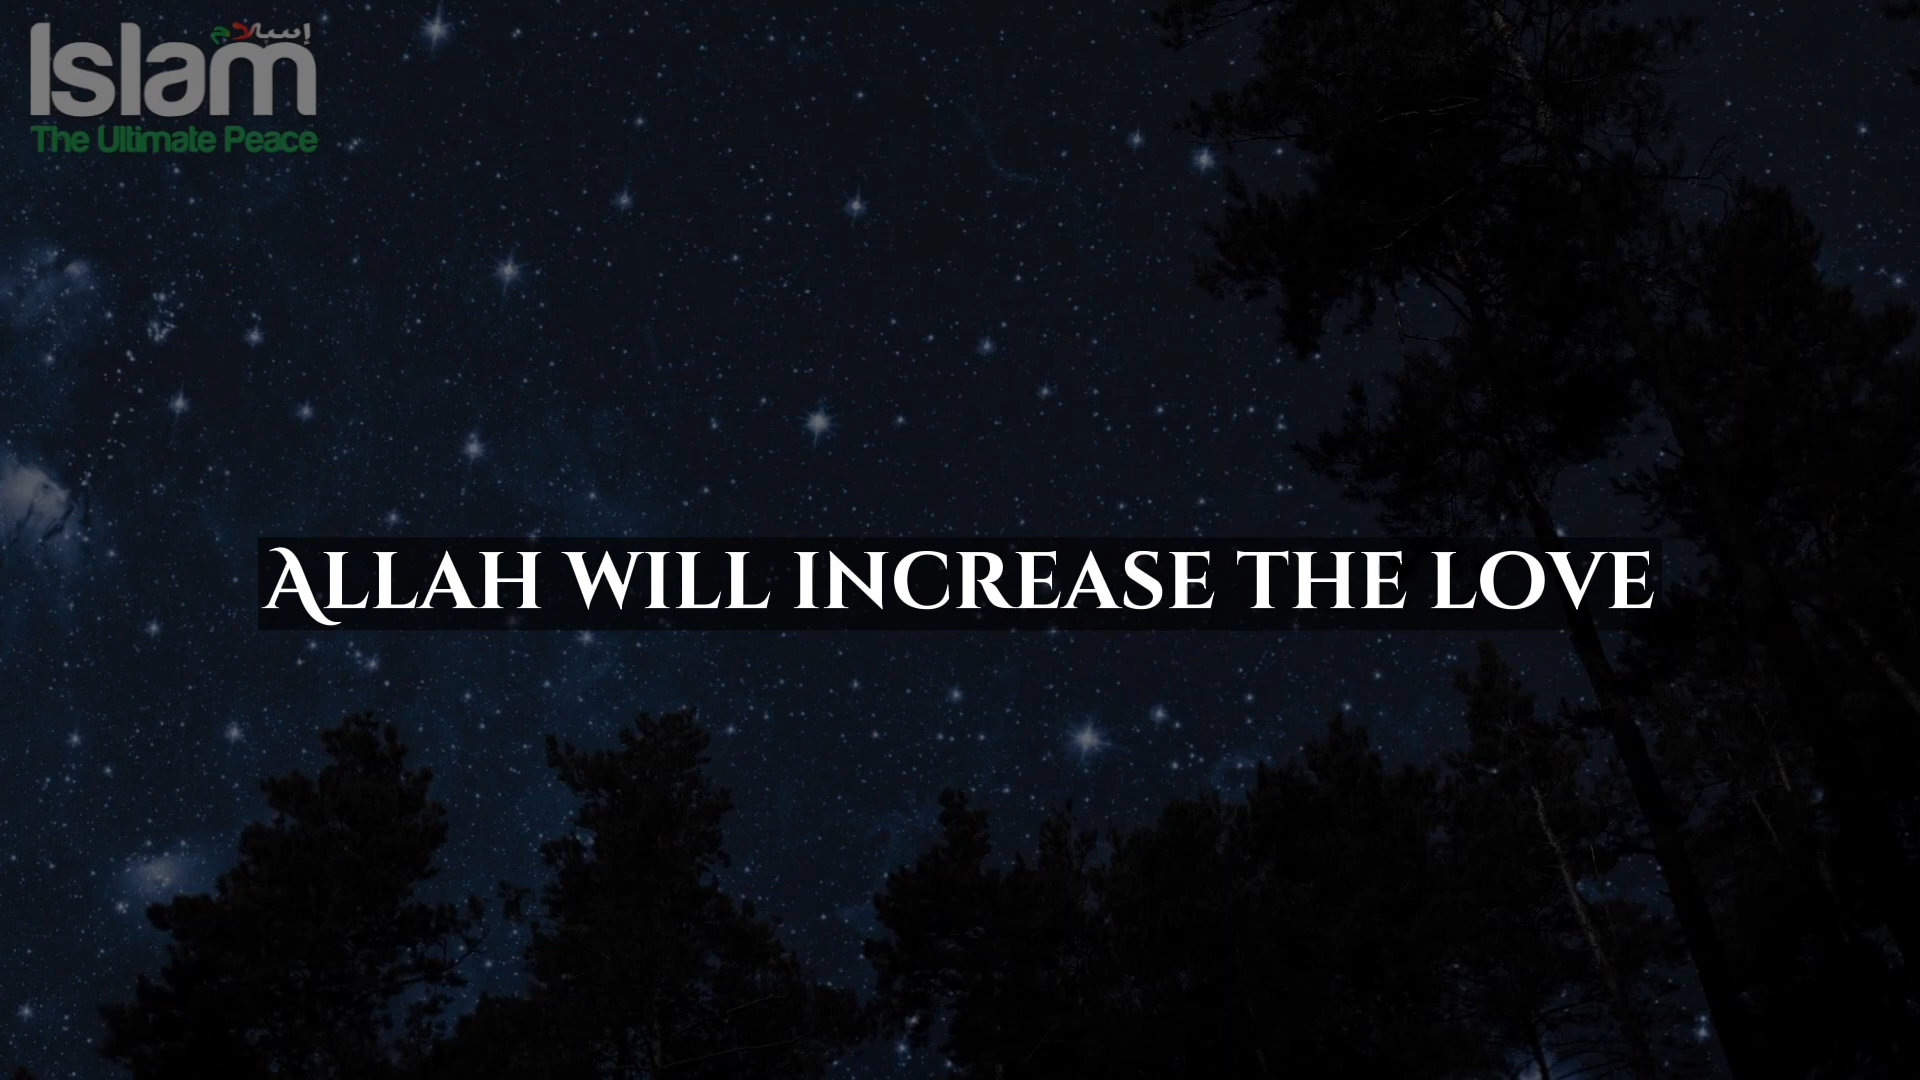 إسلام
Islam
The Ultimate Peace
Allah will increase the love